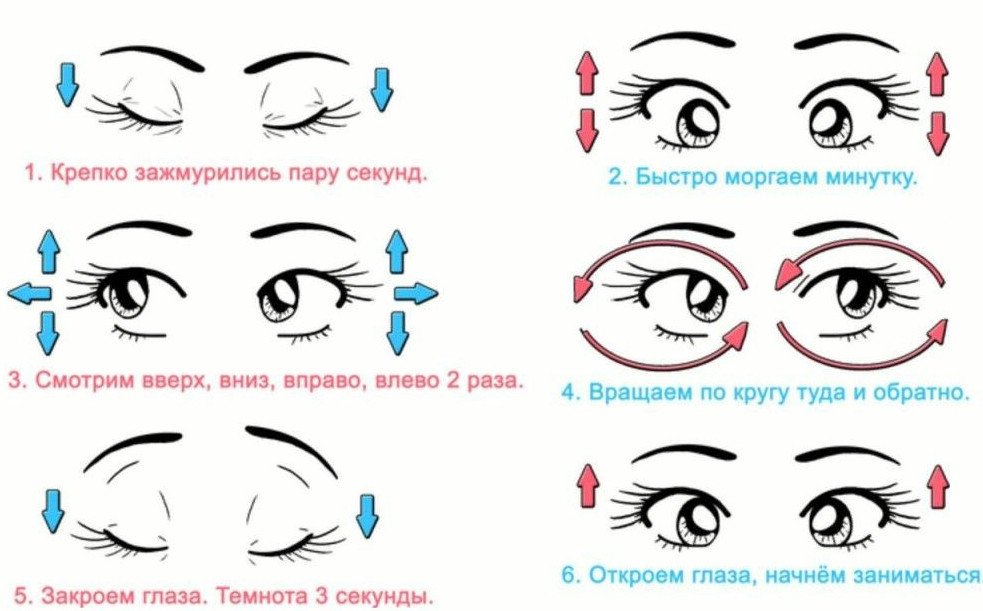 1. Крепко зажмурились пару секунд.
2. Быстро моргаем минутку.
3. Смотрим вверх, вниз, вправо, влево 2 раза.
4. Вращаем по кругу туда и обратно.
5. Закроем глаза. Темнота 3 секунды.
6. Откроем глаза, начнём заниматься